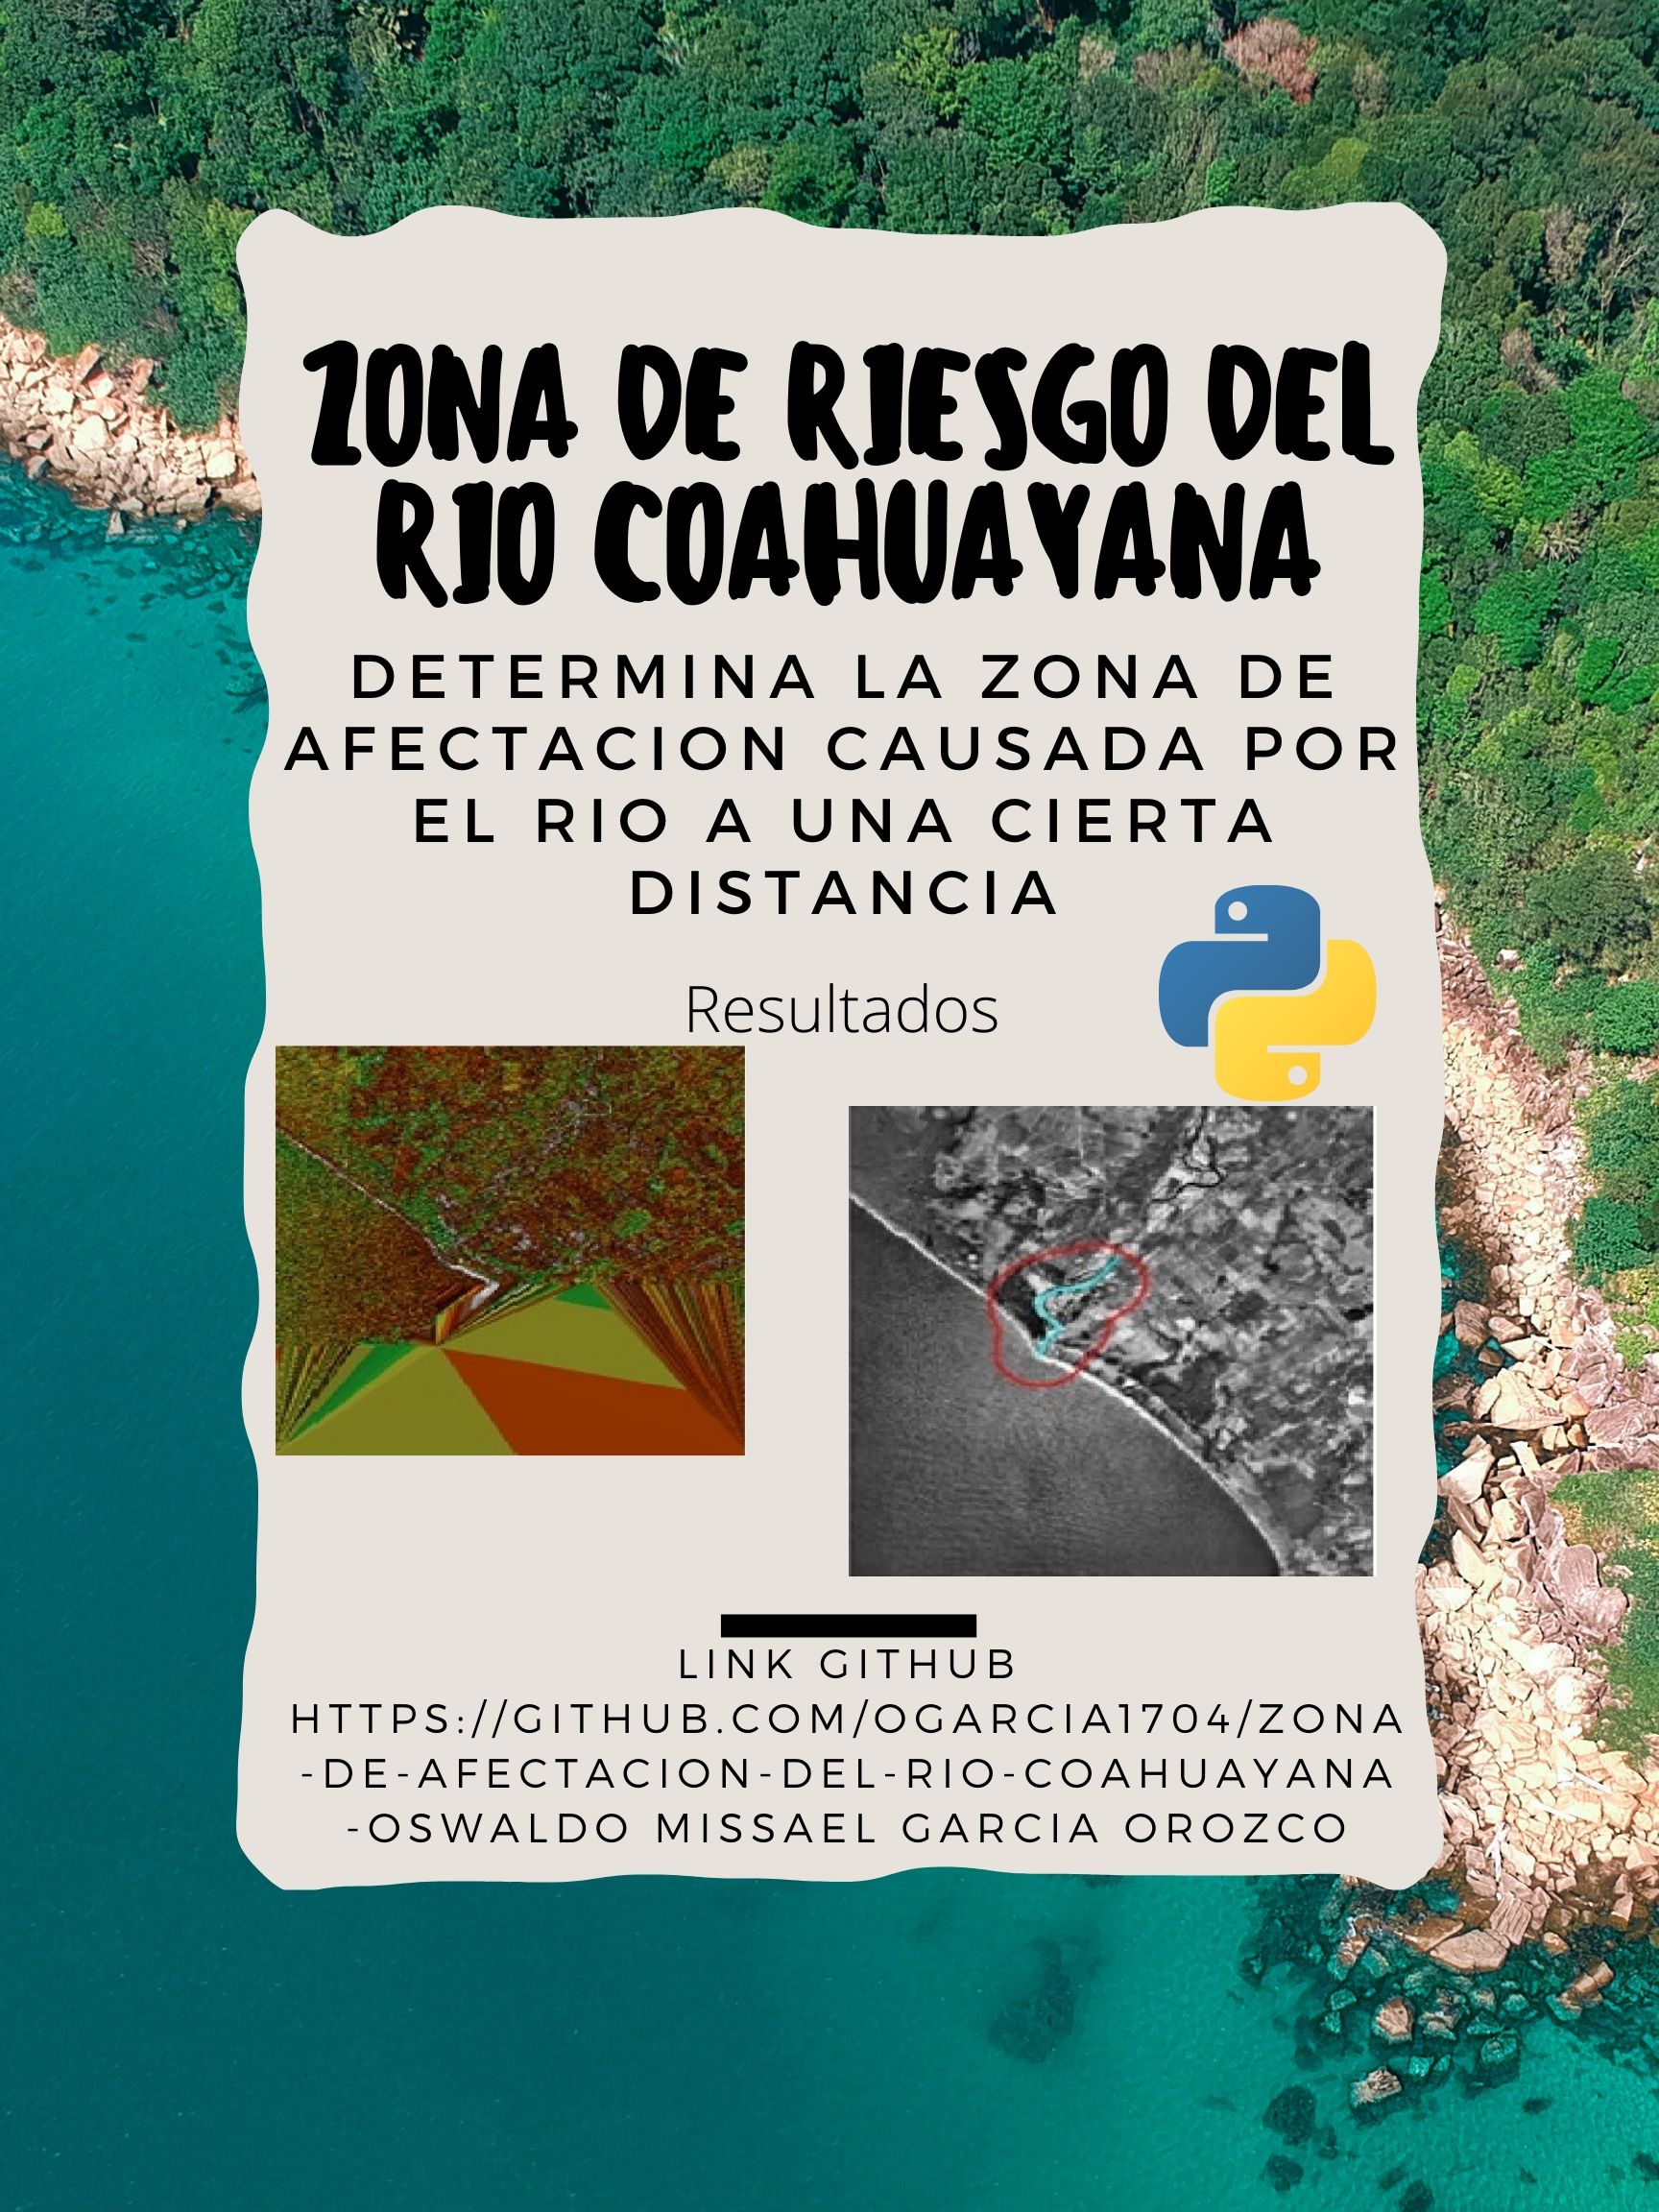 ZONA DE RIESGO DEL
RIO COAHUAYANA
DETERMINA LA ZONA DE
AFECTACION CAUSADA POR
EL RIO A UNA CIERTA
DISTANCIA
Resultados
LINK GITHUB
HTTPS://GITHUB.COM/OGARCIA1704/ZONA
-DE-AFECTACION-DEL-RIO-COAHUAYANA
-OSWALDO MISSAEL GARCIA OROZCO